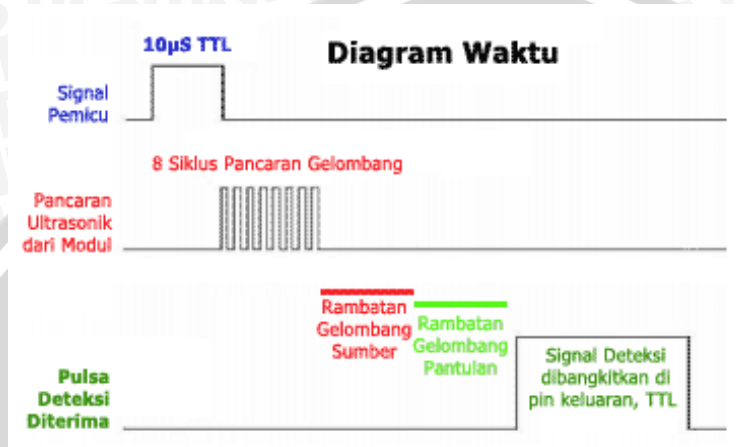 10µS TTL
Diagram Waktu
Signal
Pemicu
8 Siklus Pancaran Gelombang
Pancaran
Ultrasonik
dari Modul
Rambatan
Gelombang
Sumber
Rambatan
Gelombang
Pantulan
Pulsa
Deteksi
Diterima
Signal Deteksi
dibangkitkan di
pin keluaran, TTL